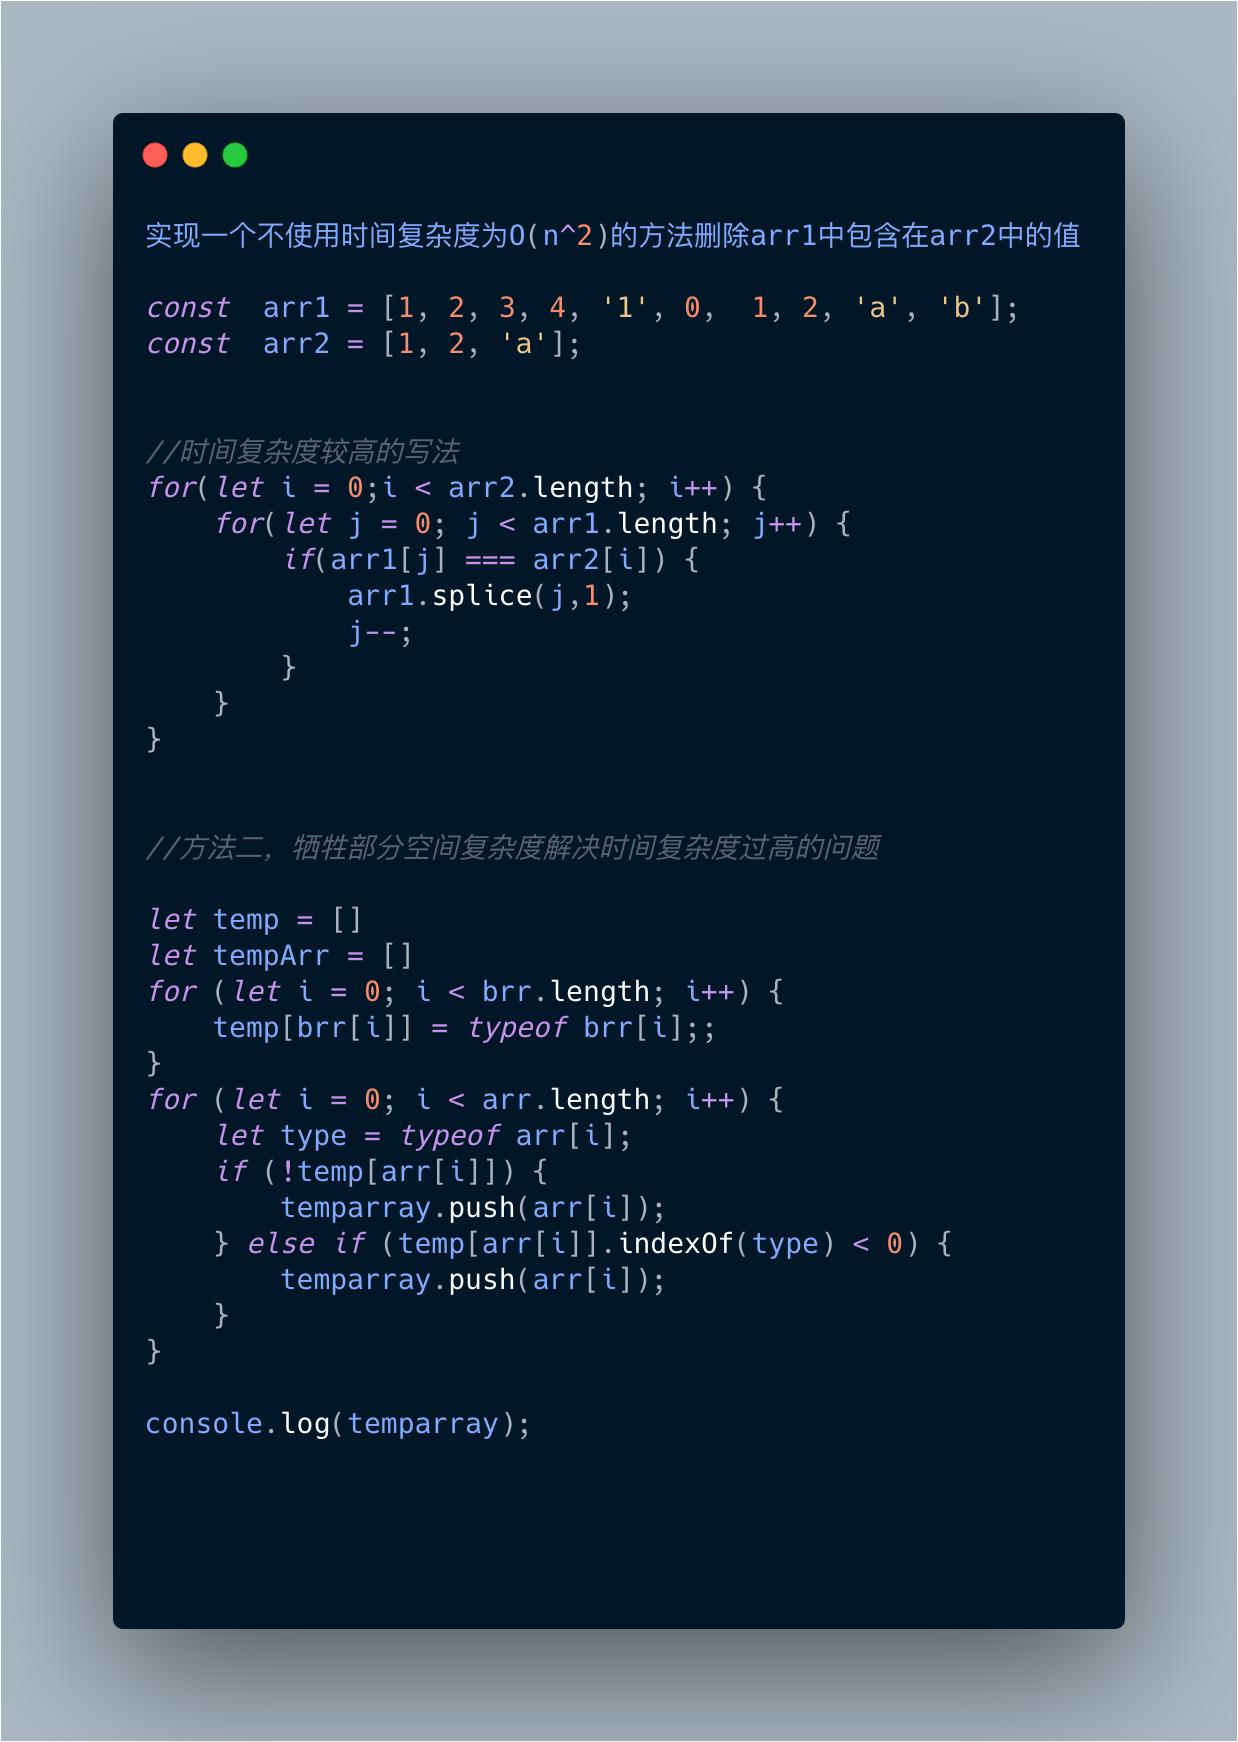 实现一个不使用时间复杂度为O(n^2)的方法删除arr1中包含在arr2中的值
const  arr1 = [1, 2, 3, 4, '1', 0,  1, 2, 'a', 'b'];
const  arr2 = [1, 2, 'a'];
//时间复杂度较高的写法
for(let i = 0;i < arr2.length; i++) {
    for(let j = 0; j < arr1.length; j++) {
        if(arr1[j] === arr2[i]) {
            arr1.splice(j,1);
            j--;
        }
    }
}
//方法二，牺牲部分空间复杂度解决时间复杂度过高的问题
let temp = []
let tempArr = []
for (let i = 0; i < brr.length; i++) {
    temp[brr[i]] = typeof brr[i];;
}
for (let i = 0; i < arr.length; i++) {
    let type = typeof arr[i];
    if (!temp[arr[i]]) {
        temparray.push(arr[i]);
    } else if (temp[arr[i]].indexOf(type) < 0) {
        temparray.push(arr[i]);
    }
}
console.log(temparray);